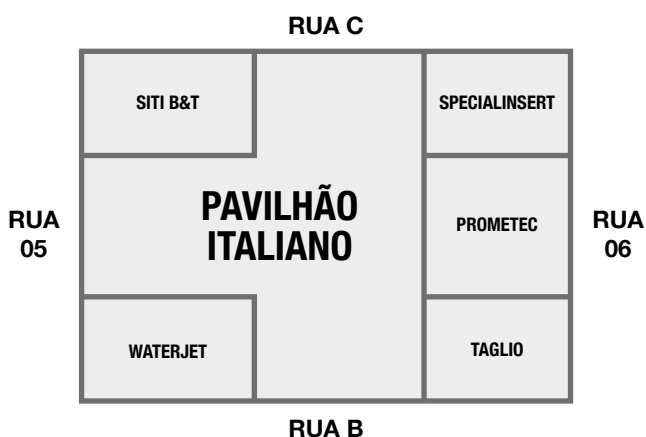 RUA C
SITI B&T
SPECIALINSERT
RUA
05
PAVILHÃO
ITALIANO
PROMETEC
RUA
06
WATERJET
TAGLIO
RUA B